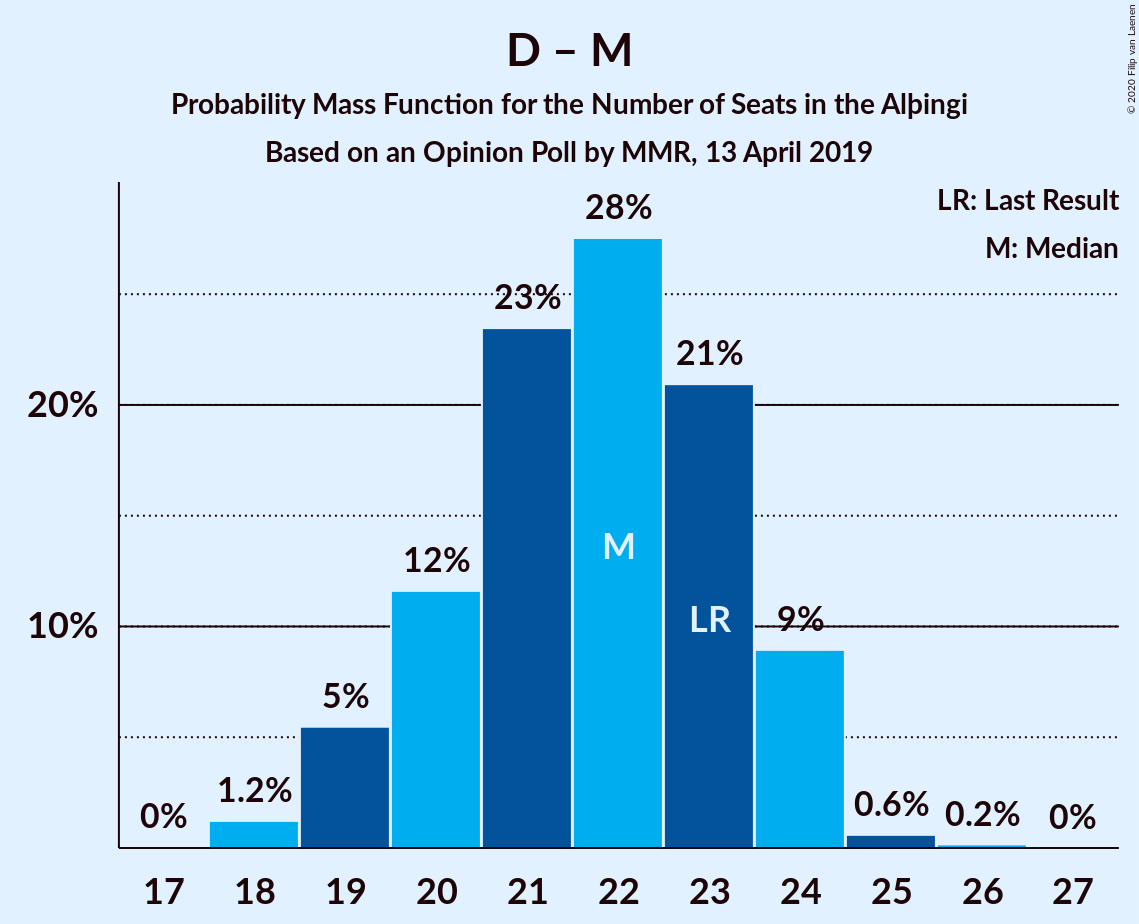 D – M
Probability Mass Function for the Number of Seats in the Alþingi
Based on an Opinion Poll by MMR, 13 April 2019
© 2020 Filip van Laenen
LR: Last Result
M: Median
28%
23%
21%
20%
12%
M
10%
LR
9%
5%
1.2%
0.6%
0.2%
0%
0%
17 18 19 20 21 22 23 24 25 26 27